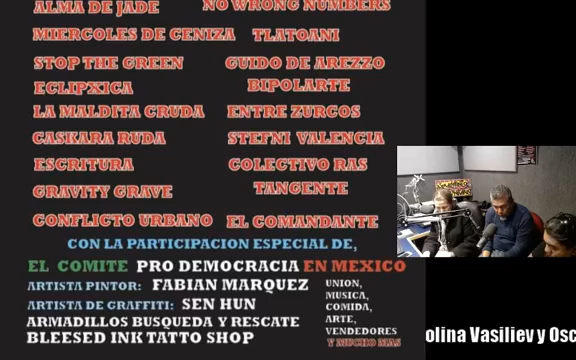 ALMA DE JADE
NO WRONG NUMBERS
MIERCOLES DE CENIZA TLATOANI
STOP THE GREEN
GUIDO DE AREZZO
ECLIPXICA
BIPOLARTE
LA MALDITA CRUDA
ENTRE ZURGOS
CASKARA RUDA
STEFNI VALENCIA
ESCRITURA
COLECTIVO RAS
GRAVITY GRAVE
TANGENTE
CONFLICTO URBANO
EL COMANDANTE
CON LA PARTICIPACION ESPECIAL DE,
EL COMITE PRO DEMOCRACIA EN MEXICO
ARTISTA PINTOR: FABIAN MARQUEZ
ARTISTA DE GRAFFITI: SEN HUN
ARMADILLOS BUSQUEDA Y RESCATE
BLEESED INK TATTO SHOP
UNION,
MUSICA,
COMIDA,
ARTE,
VENDEDORES
Y MUCHO MAS
olina Vasiliev y Osc